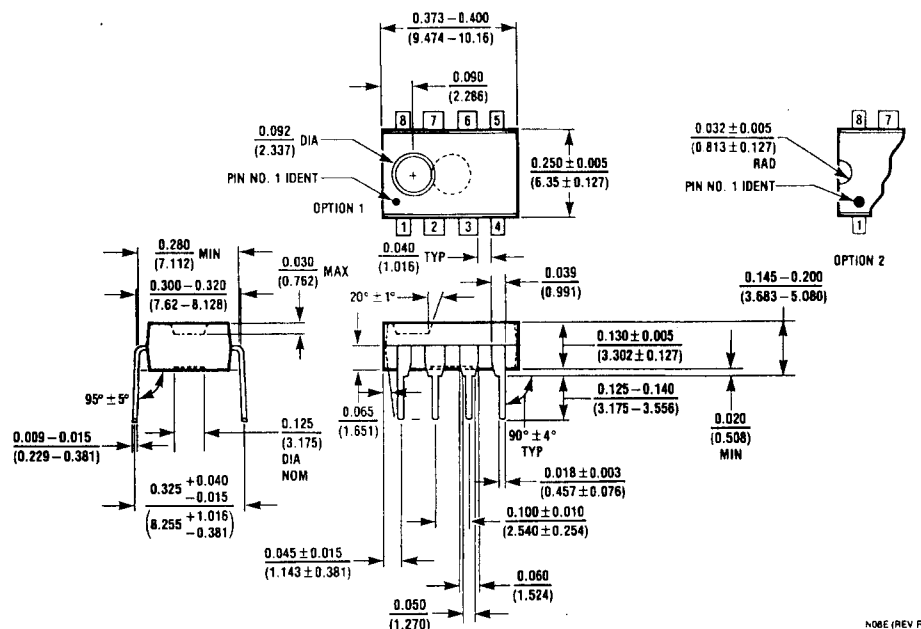 0.373 – 0.400
(9.474 – 10.16)
0.090
(2.286)
8 7 6 5
0.092 DIA
(2.337)
PIN NO. 1 IDENT
OPTION 1
1 2 3 4
0.250 ± 0.005
(6.35 ± 0.127)
0.032 ± 0.005
(0.813 ± 0.127)
RAD
PIN NO. 1 IDENT
8 7
1
OPTION 2
0.280 MIN
(7.112)
0.300 – 0.320
(7.62 – 8.128)
0.030 MAX
(0.762)
0.040 TYP
(1.016)
20° ± 1°
0.039
(0.991)
0.145 – 0.200
(3.683 – 5.080)
0.130 ± 0.005
(3.302 ± 0.127)
0.125 – 0.140
(3.175 – 3.556)
0.020
(0.508)
MIN
95° ± 5°
0.009 – 0.015
(0.229 – 0.381)
0.125
(3.175)
DIA
NOM
0.065
(1.651)
90° ± 4°
TYP
0.325 +0.040
-0.015
(8.255 +1.016
-0.381)
0.018 ± 0.003
(0.457 ± 0.076)
0.100 ± 0.010
(2.540 ± 0.254)
0.045 ± 0.015
(1.143 ± 0.381)
0.060
(1.524)
0.050
(1.270)
N08E (REV F